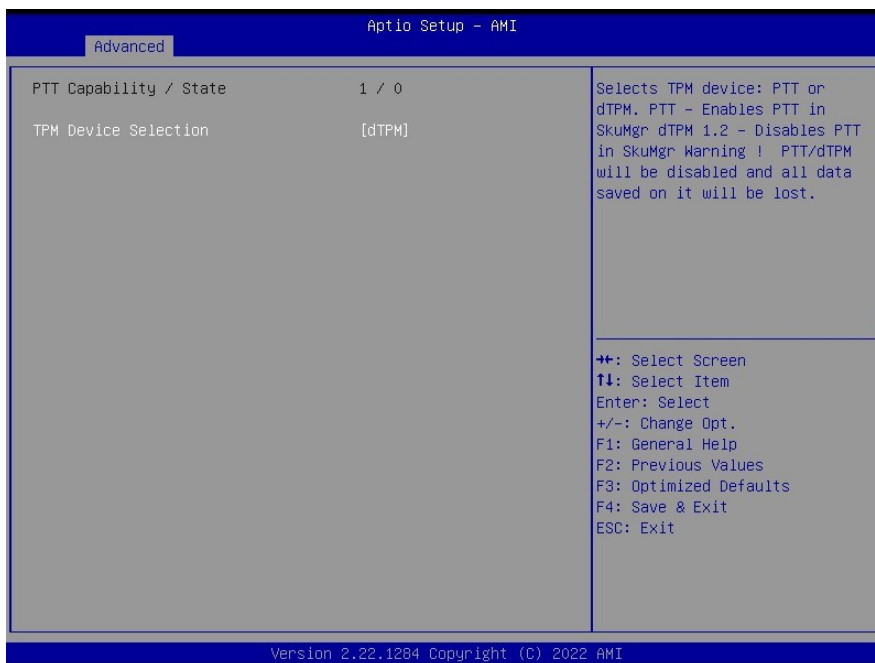 Aptio Setup – AMI
Advanced
PTT Capability / State 1 / 0
TPM Device Selection [dTPM]
Selects TPM device: PTT or
dTPM. PTT – Enables PTT in
SkuMgr dTPM 1.2 – Disables PTT
in SkuMgr Warning ! PTT/dTPM
will be disabled and all data
saved on it will be lost.
→←: Select Screen
↑↓: Select Item
Enter: Select
+/-: Change Opt.
F1: General Help
F2: Previous Values
F3: Optimized Defaults
F4: Save & Exit
ESC: Exit
Version 2.22.1284 Copyright (C) 2022 AMI